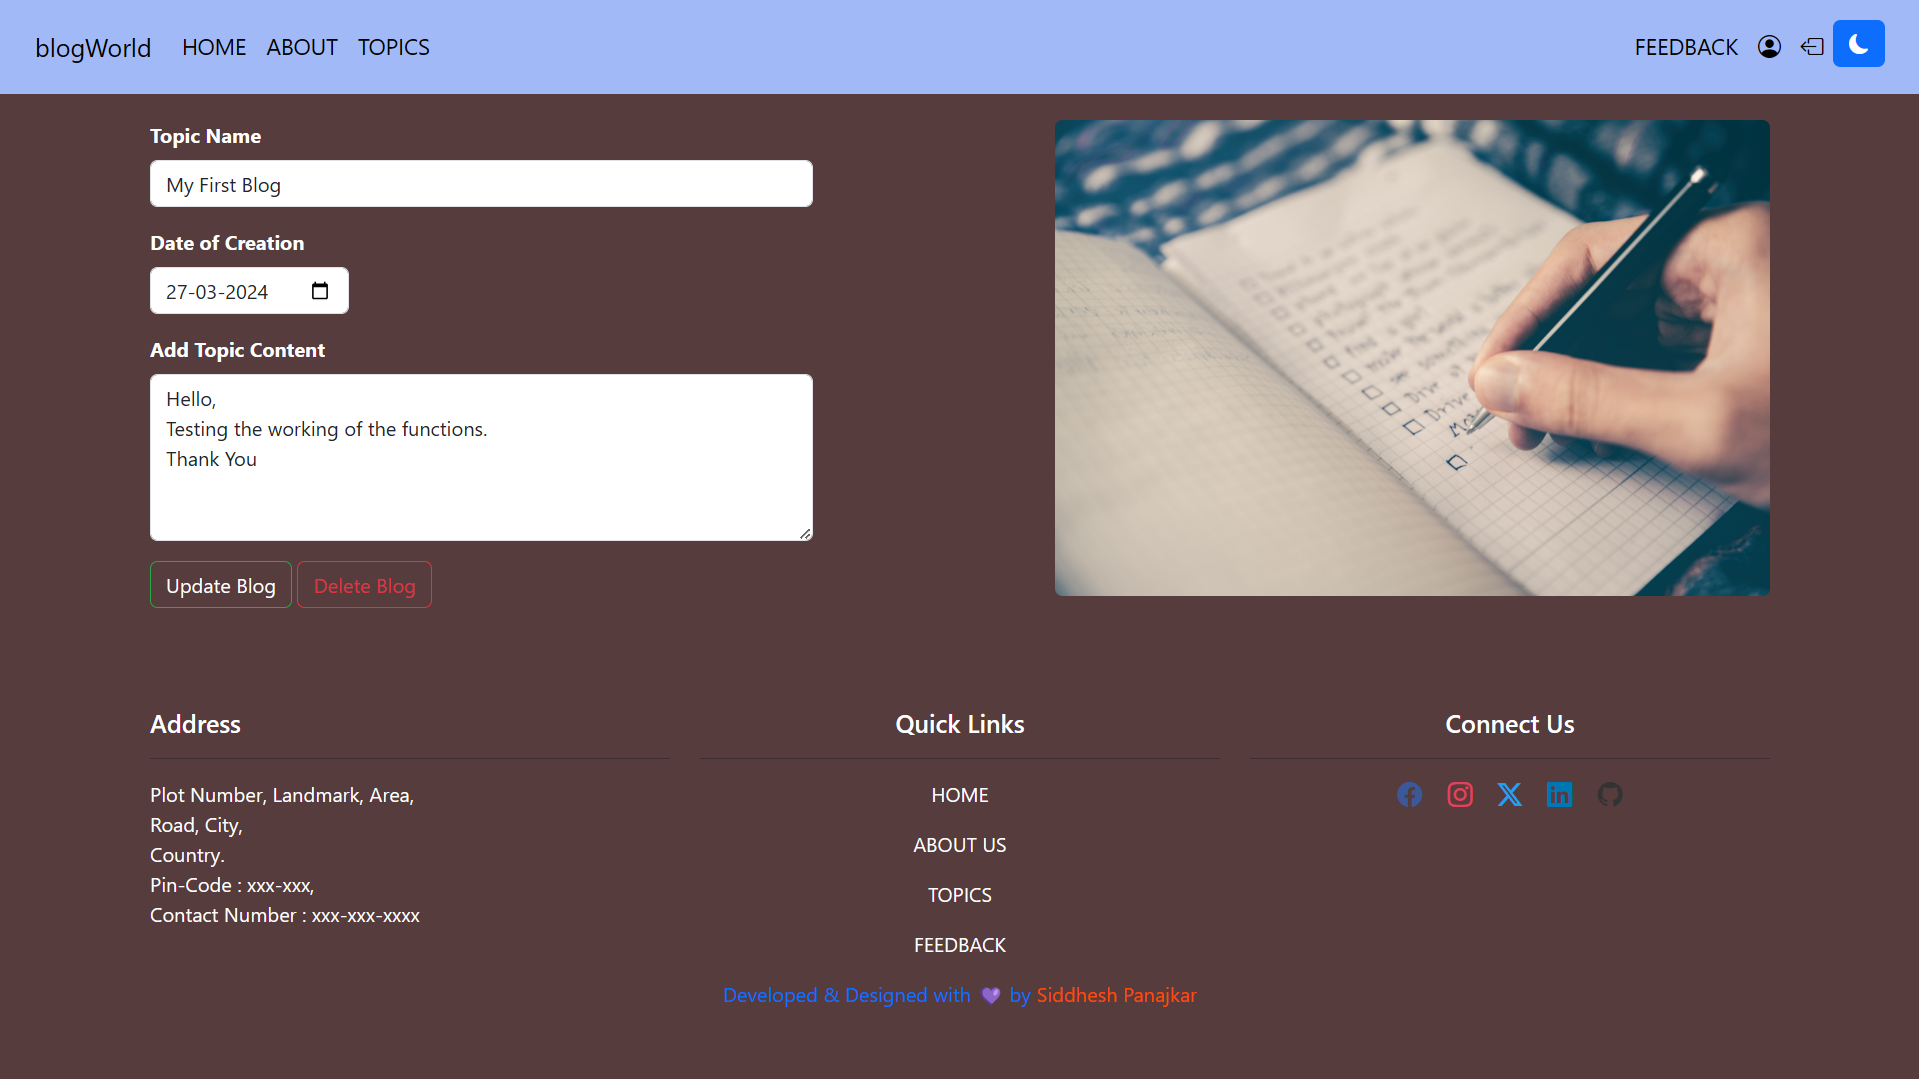 blogWorld HOME ABOUT TOPICS FEEDBACK
Topic Name
My First Blog
Date of Creation
27-03-2024
Add Topic Content
Hello,
Testing the working of the functions.
Thank You
Update Blog Delete Blog
Address
Plot Number, Landmark, Area,
Road, City,
Country.
Pin-Code : xxx-xxx,
Contact Number : xxx-xxx-xxxx
Quick Links
HOME
ABOUT US
TOPICS
FEEDBACK
Connect Us
Developed & Designed with 💜 by Siddhesh Panajkar